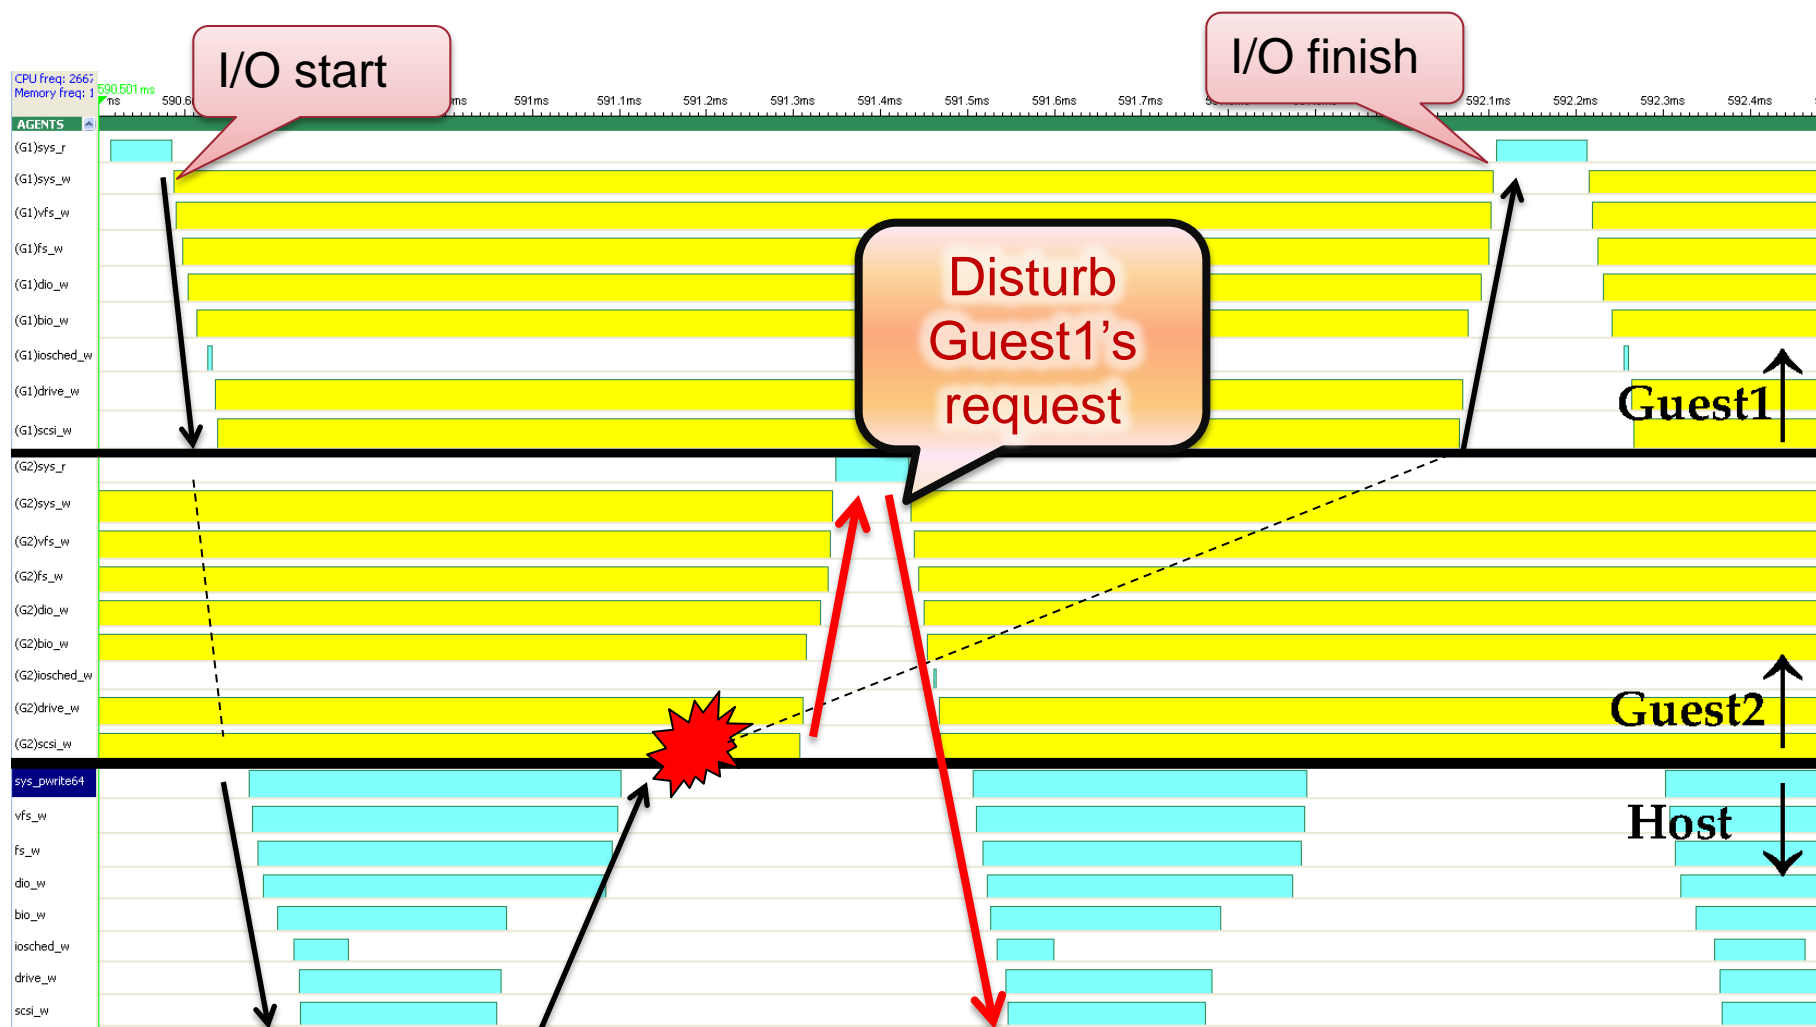 I/O start
I/O finish
CPU freq: 2667
Memory freq: 1
590.501 ms
ms
590.6
ms
591ms
591.1ms
591.2ms
591.3ms
591.4ms
591.5ms
591.6ms
591.7ms
592.1ms
592.2ms
592.3ms
592.4ms
AGENTS
(G1)sys_r
(G1)sys_w
(G1)vfs_w
(G1)fs_w
(G1)dio_w
(G1)bio_w
(G1)iosched_w
(G1)drive_w
(G1)scsi_w
Disturb
Guest1’s
request
Guest1
(G2)sys_r
(G2)sys_w
(G2)vfs_w
(G2)fs_w
(G2)dio_w
(G2)bio_w
(G2)iosched_w
(G2)drive_w
(G2)scsi_w
Guest2
sys_pwrite64
vfs_w
fs_w
dio_w
bio_w
iosched_w
drive_w
scsi_w
Host